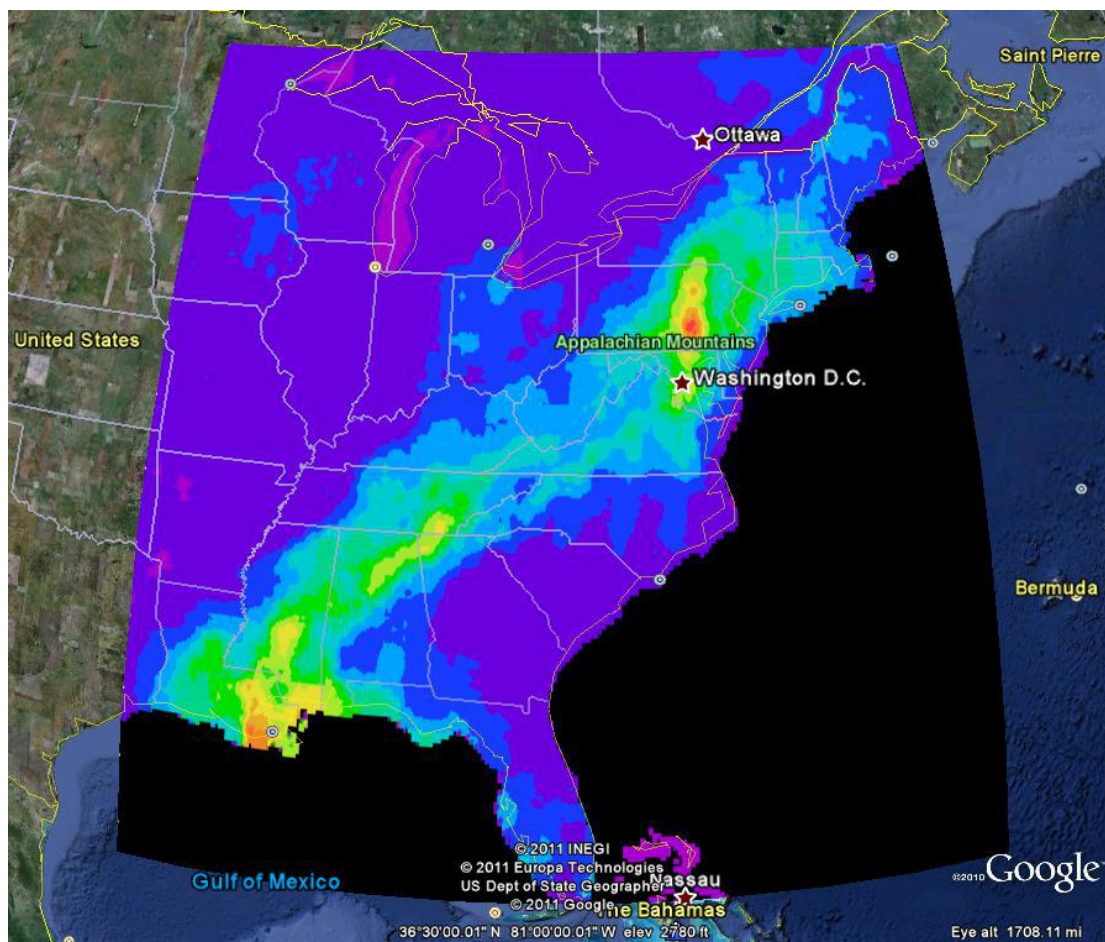 Saint Pierre
Ottawa
United States
Appalachian Mountains
Washington D.C.
Bermuda
© 2011 INEGI
© 2011 Europa Technologies
US Dept of State Geographer
© 2011 Google
Gulf of Mexico
Nassau
The Bahamas
©2010 Google
36°30'00.01" N 81°00'00.01" W elev 2780 ft
Eye alt 1708.11 mi